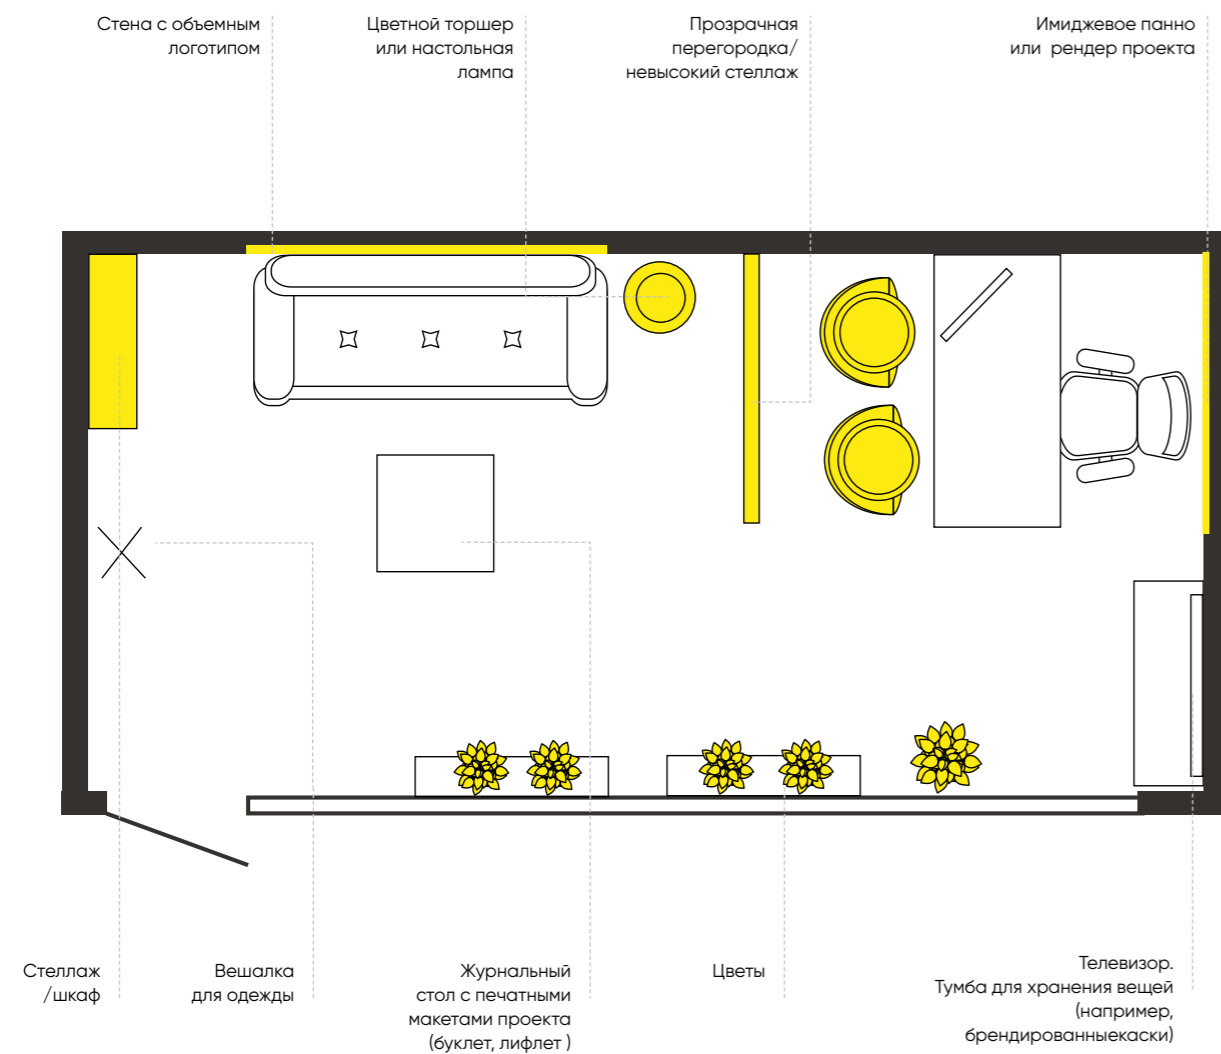 Стена с объемным
логотипом
Цветной торшер
или настольная
лампа
Прозрачная
перегородка/
невысокий стеллаж
Имиджевое панно
или рендер проекта
Стеллаж
/шкаф
Вешалка
для одежды
Журнальный
стол с печатными
макетами проекта
(буклет, лифлет )
Цветы
Телевизор.
Тумба для хранения вещей
(например,
брендированныекаски)